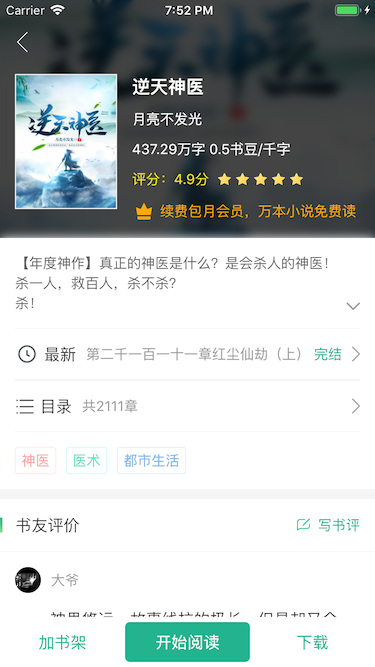 Carrier 7:52 PM
逆天神医
逆天神医
月亮不发光
437.29万字 0.5书豆/千字
评分：4.9分
续费包月会员，万本小说免费读
【年度神作】真正的神医是什么？是会杀人的神医！
杀一人，救百人，杀不杀？
杀！
最新 第二千一百一十一章红尘仙劫（上） 完结
目录 共2111章
神医 医术 都市生活
书友评价 写书评
大爷
加书架 开始阅读 下载